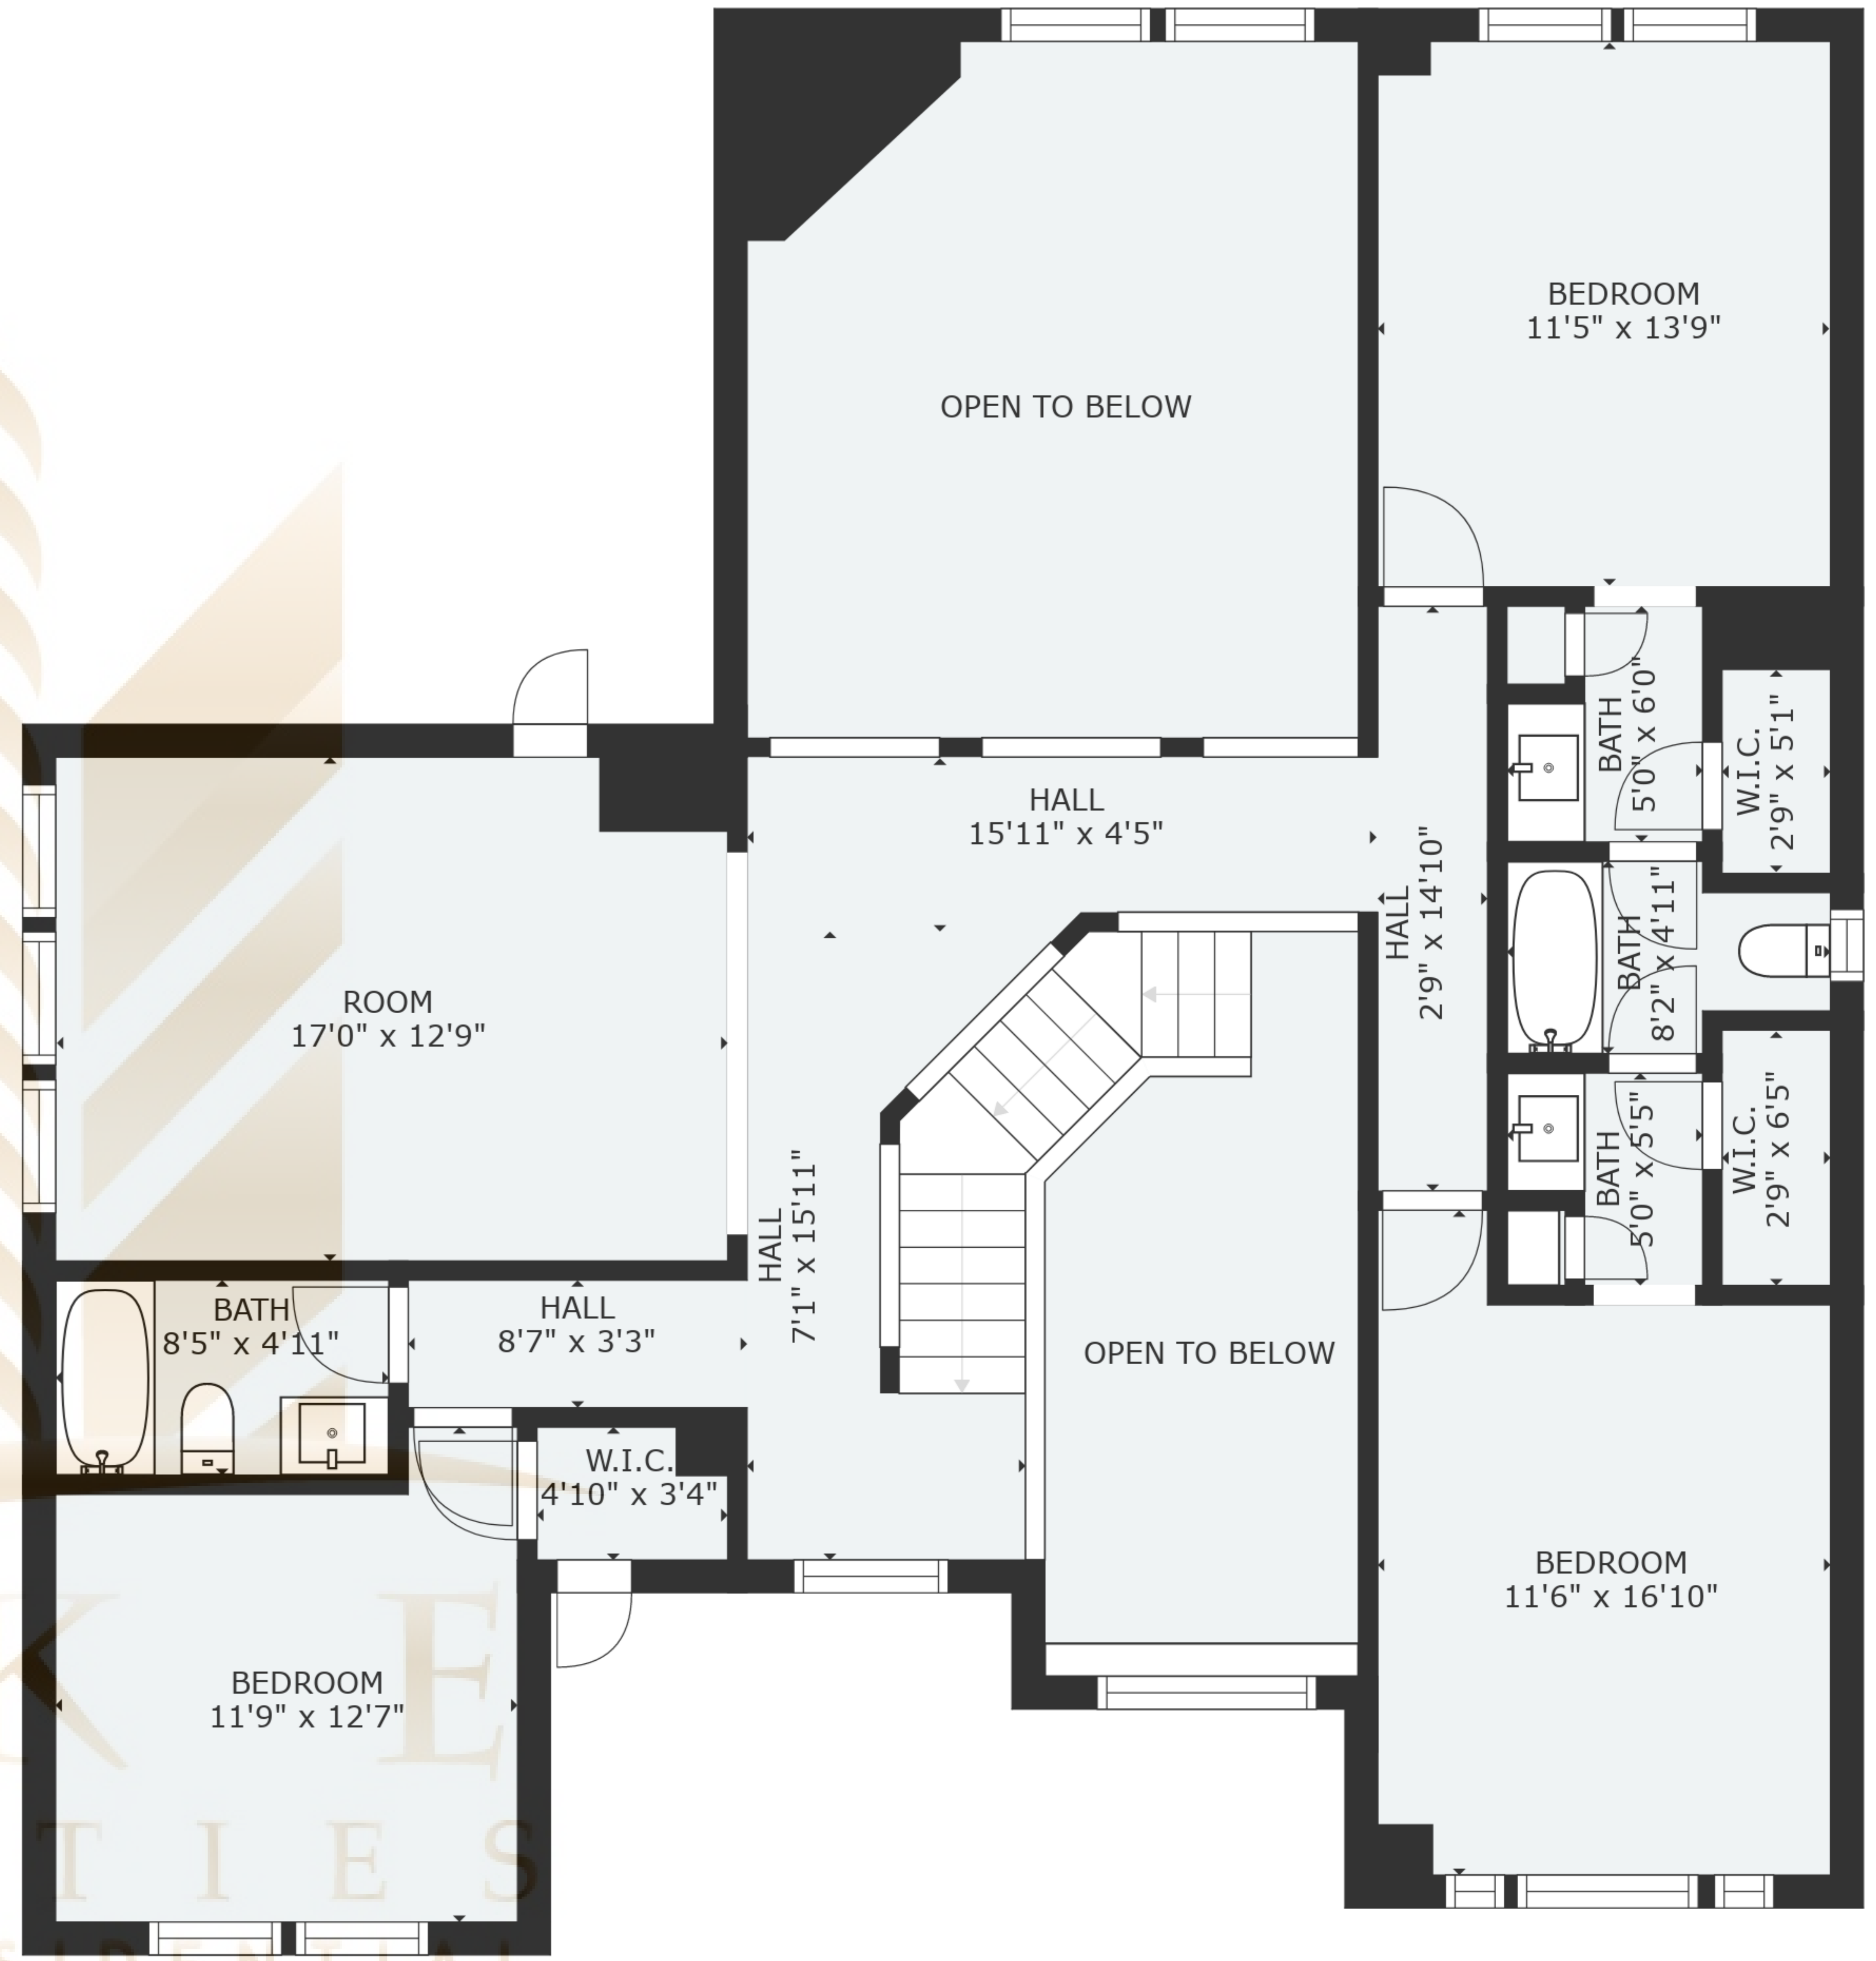 BEDROOM
11'5" x 13'9"
OPEN TO BELOW
BATH
5'0" x 6'0"
W.I.C.
2'9" x 5'1"
HALL
15'11" x 4'5"
HALL
2'9" x 14'10"
BATH
8'2" x 4'11"
ROOM
17'0" x 12'9"
BATH
5'0" x 5'5"
W.I.C.
2'9" x 6'5"
HALL
7'1" x 15'11"
BATH
8'5" x 4'11"
HALL
8'7" x 3'3"
OPEN TO BELOW
W.I.C.
4'10" x 3'4"
BEDROOM
11'6" x 16'10"
BEDROOM
11'9" x 12'7"
K E
T I E S
SIDENTIAL